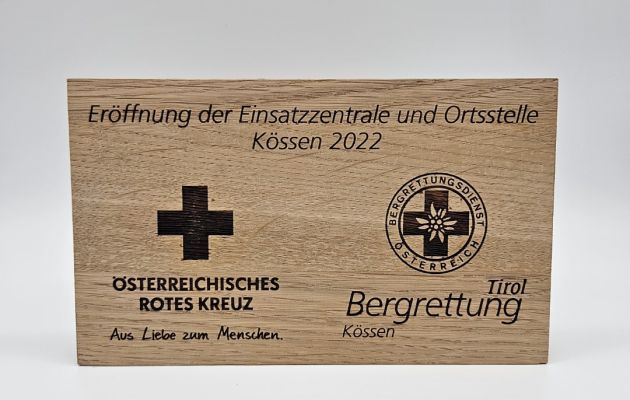 Eröffnung der Einsatzzentrale und Ortsstelle
Kössen 2022
ÖSTERREICHISCHES
ROTES KREUZ
Aus Liebe zum Menschen.
BERGRETTUNGSDIENST
ÖSTERREICH
Tirol
Bergrettung
Kössen